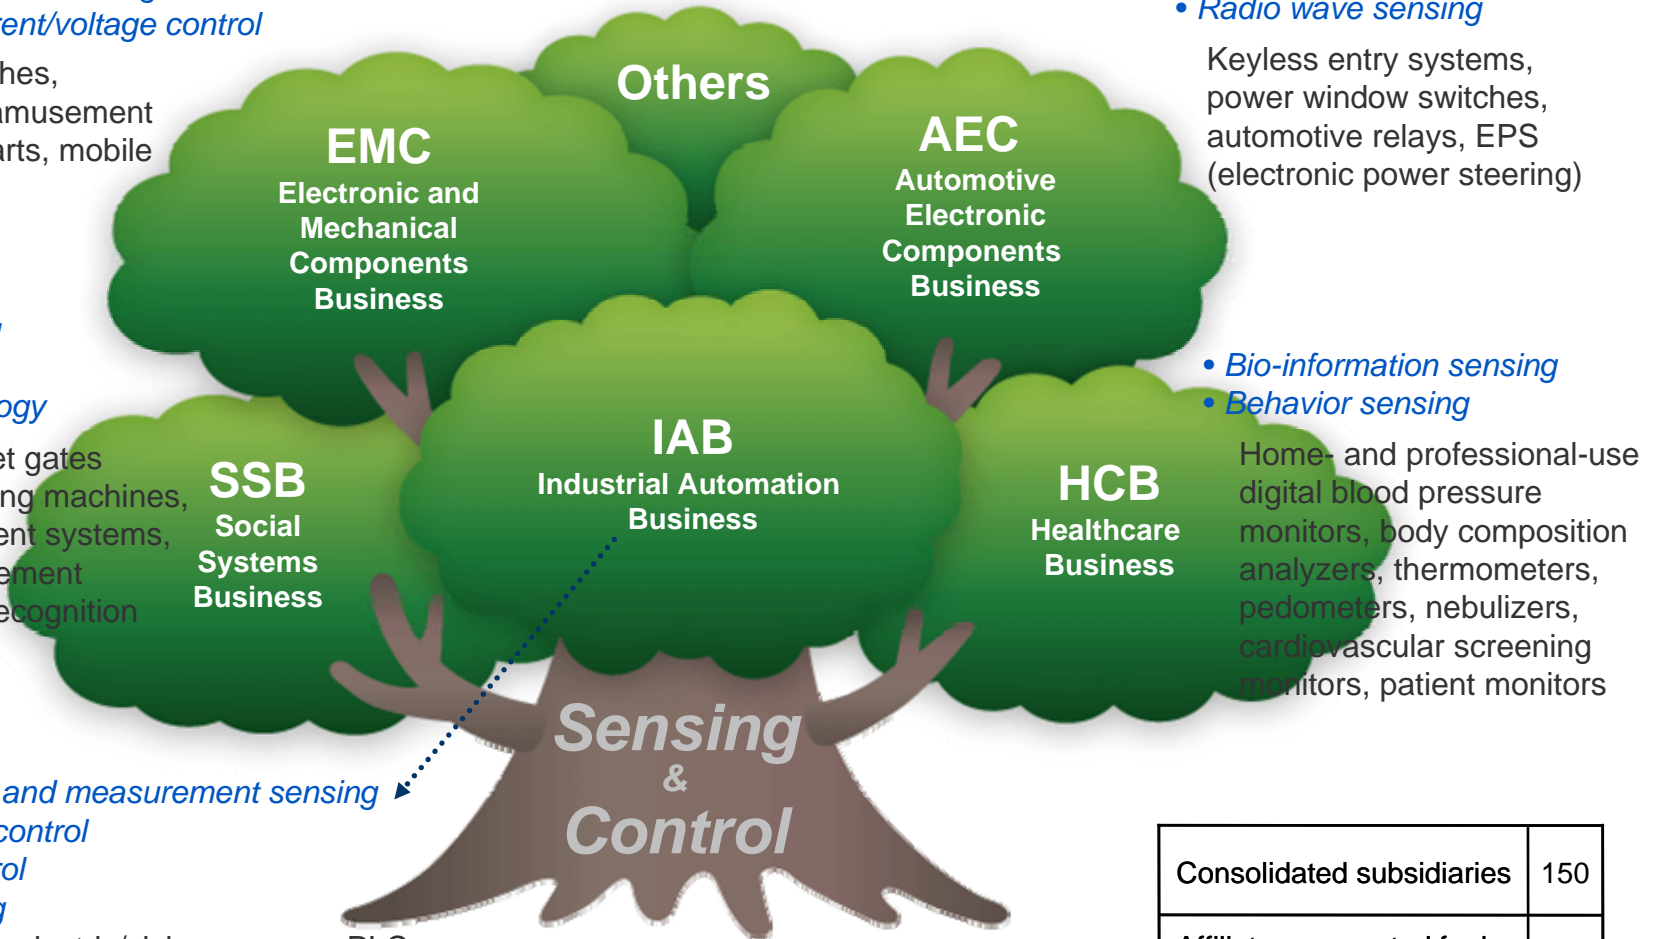 ent/voltage control
hes,
amusement
arts, mobile
ogy
et gates
ng machines,
ent systems,
ement
recognition
Others
EMC
Electronic and
Mechanical
Components
Business
AEC
Automotive
Electronic
Components
Business
SSB
Social
Systems
Business
IAB
Industrial Automation
Business
HCB
Healthcare
Business
• Radio wave sensing
Keyless entry systems,
power window switches,
automotive relays, EPS
(electronic power steering)
• Bio-information sensing
• Behavior sensing
Home- and professional-use
digital blood pressure
monitors, body composition
analyzers, thermometers,
pedometers, nebulizers,
cardiovascular screening
monitors, patient monitors
Sensing
&
Control
and measurement sensing
control
rol
g
Consolidated subsidiaries 150